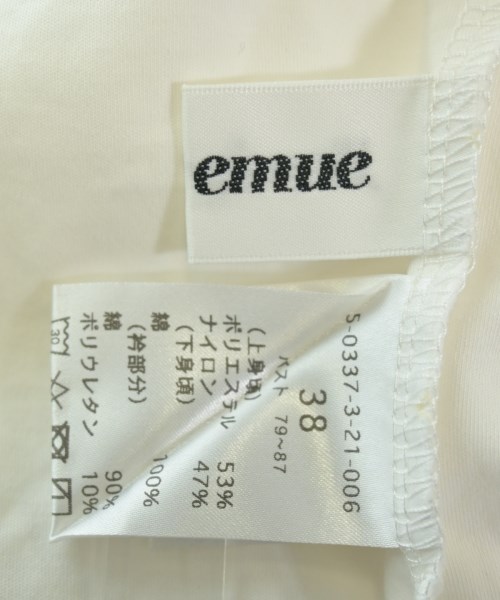 emue
5-0337-3-21-006
38
バスト 79~87
(上身頃)
ポリエステル 53%
ナイロン 47%
(下身頃)
綿 100%
(衿部分)
綿 90%
ポリウレタン 10%
30